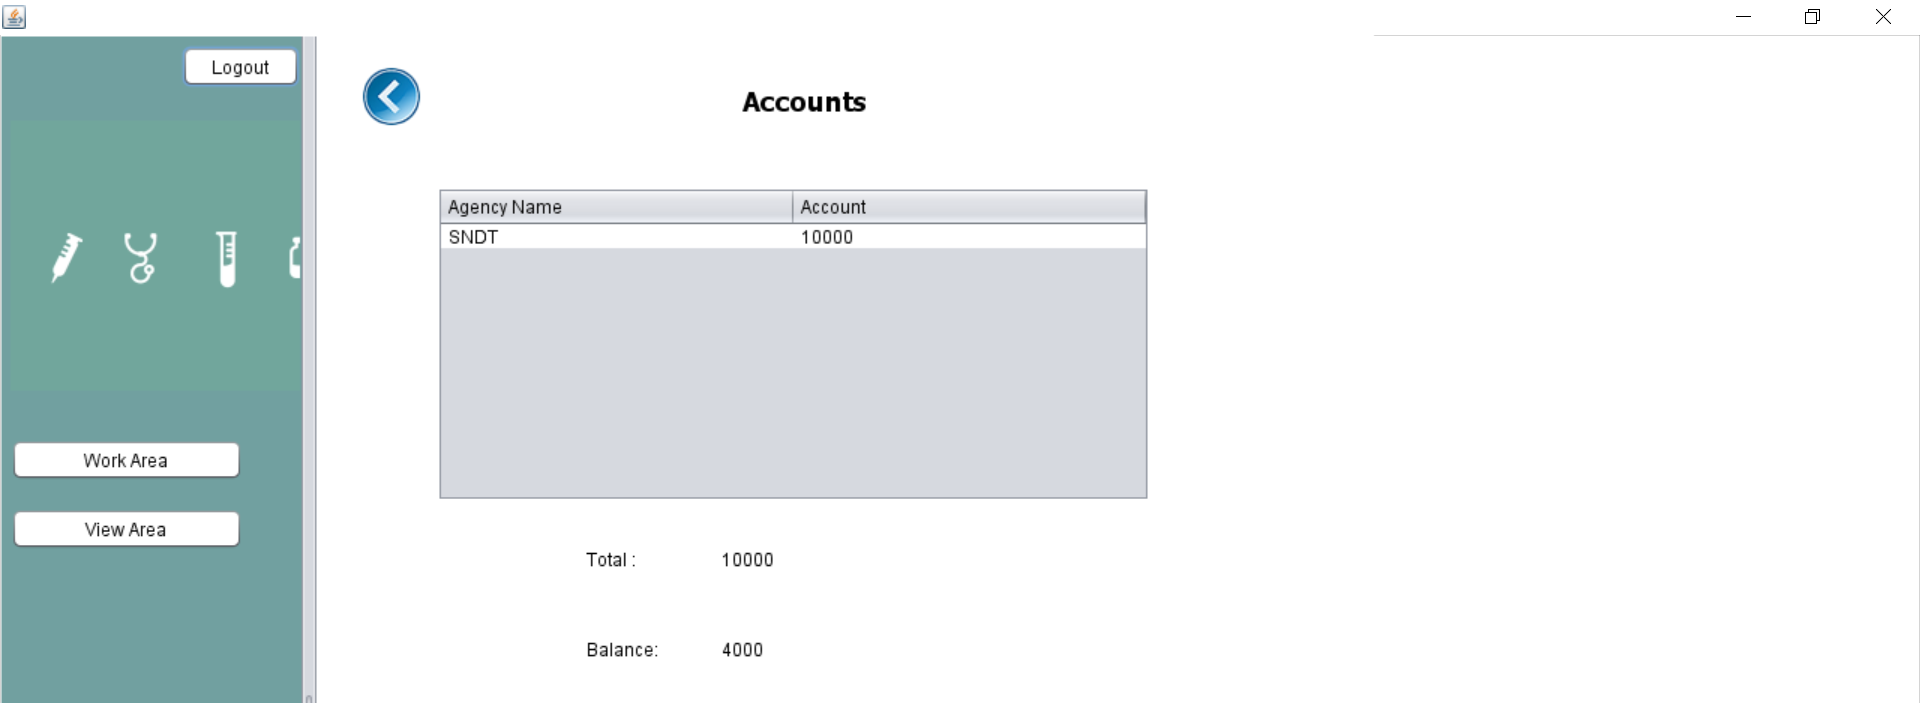 Logout
Accounts
Agency Name Account
SNDT 10000
Work Area
View Area
Total : 10000
Balance: 4000